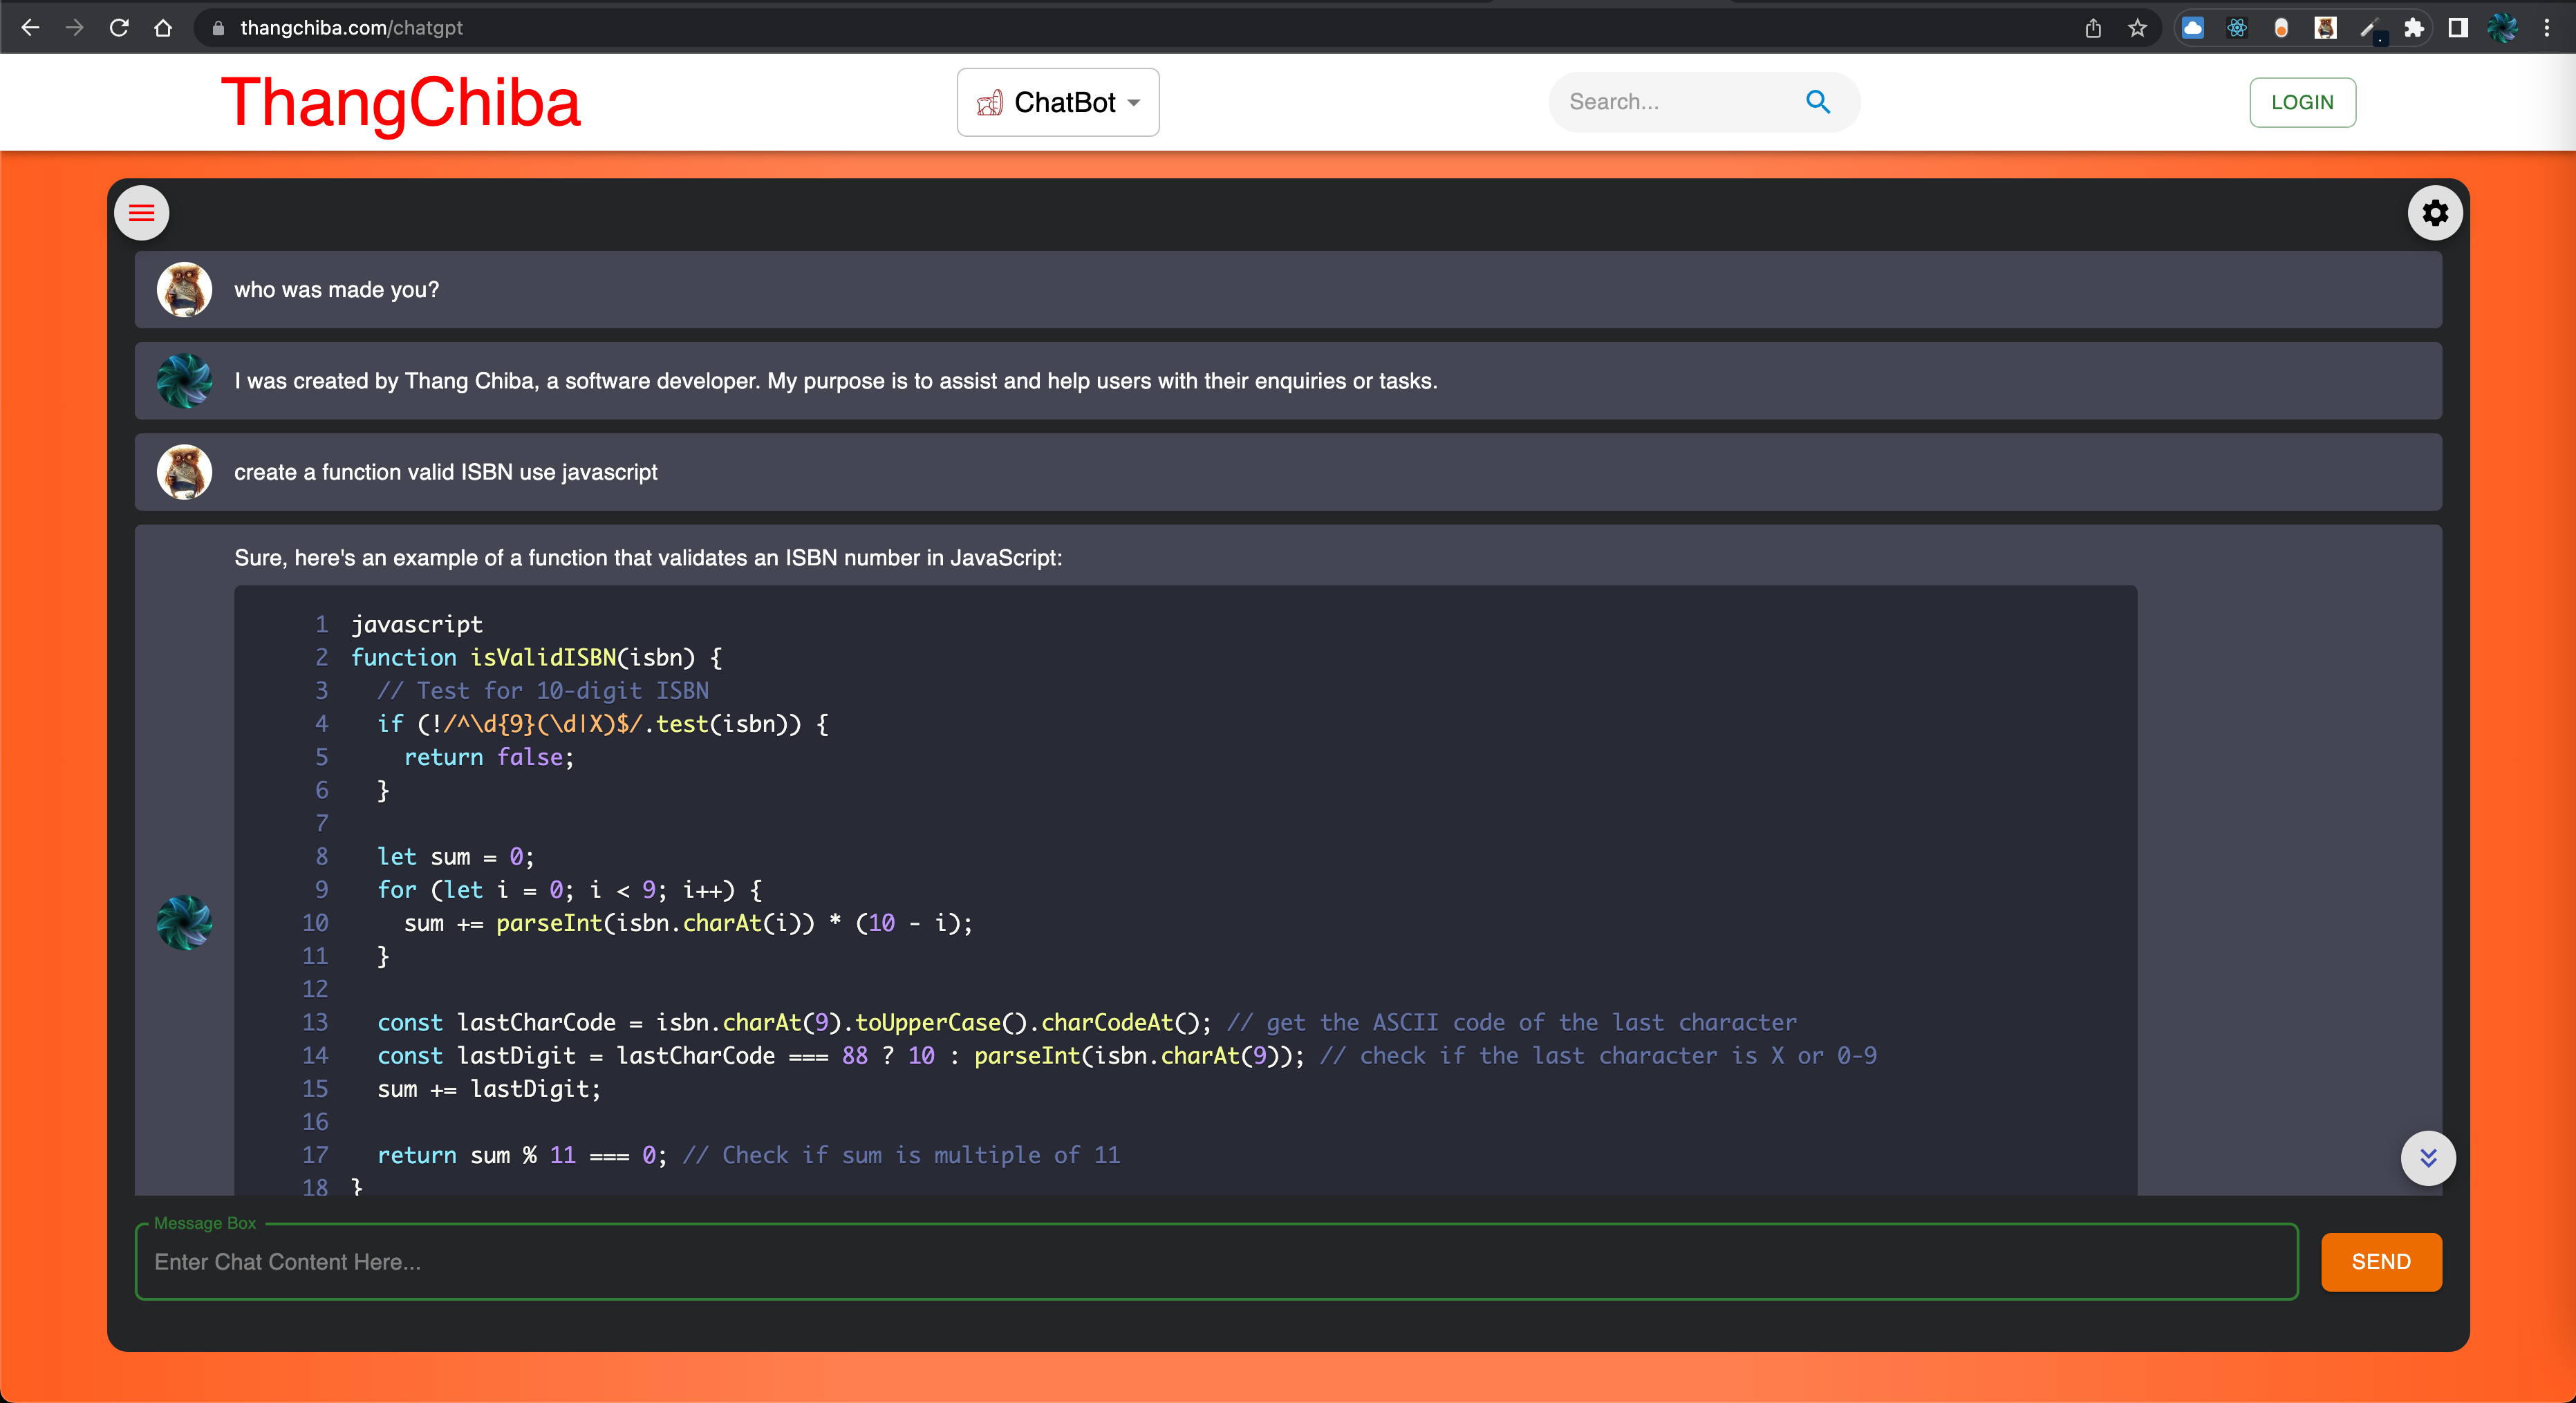 thangchiba.com/chatgpt
ThangChiba
ChatBot
Search...
LOGIN
who was made you?
I was created by Thang Chiba, a software developer. My purpose is to assist and help users with their enquiries or tasks.
create a function valid ISBN use javascript
Sure, here's an example of a function that validates an ISBN number in JavaScript:
1 javascript
2 function isValidISBN(isbn) {
3   // Test for 10-digit ISBN
4   if (!/^\d{9}(\d|X)$/.test(isbn)) {
5     return false;
6   }
7
8   let sum = 0;
9   for (let i = 0; i < 9; i++) {
10     sum += parseInt(isbn.charAt(i)) * (10 - i);
11   }
12
13   const lastCharCode = isbn.charAt(9).toUpperCase().charCodeAt(); // get the ASCII code of the last character
14   const lastDigit = lastCharCode === 88 ? 10 : parseInt(isbn.charAt(9)); // check if the last character is X or 0-9
15   sum += lastDigit;
16
17   return sum % 11 === 0; // Check if sum is multiple of 11
18 }
Message Box
Enter Chat Content Here...
SEND